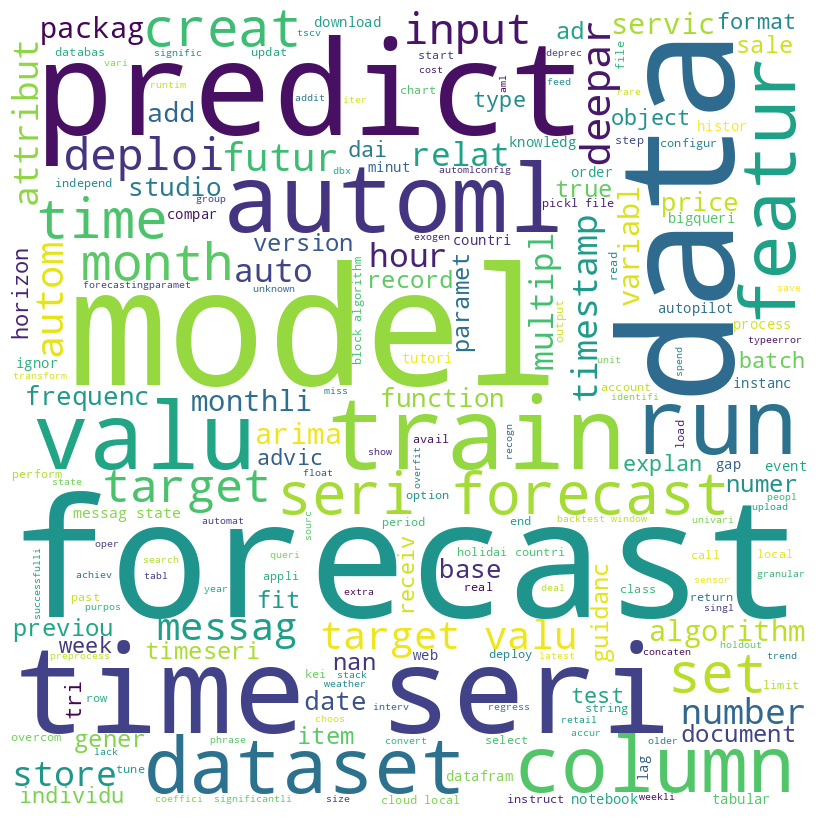 packag
creat
tscv
download
input
ad
servic
format
databas
signific
updat
start
deprec
file
sale
vari
cost
predict
runtim
chart
aml
feed
deepar
data
featur
attribut
add
addit
iter
type
object
rare
histor
deploi
futur
dai
relat
knowledg
step
configur
independ
studio
minut
automlconfig
order
true
price
group
pickl file
variabl
bigqueri
time
automl
compar
version
exogen
countri
multipl
timestamp
read
horizon
autom
month
auto
hour
record
paramet
output
autopilot
save
forecastingparamet
unknown
block algorithm
process
typeerror
model
tutori
ignor
unit
spend
batch
transform
miss
account
instanc
identifi
frequenc
monthli
function
run
load
valu
arima
train
advic
show
avail
recogn
overfit
explan
gap
event
perform
target
float
seri forecast
numer
state
option
peopl
upload
messag state
automat
sourc
period
end
backtest window
univari
successfulli
forecast
oper
search
queri
holidai countri
call
local
achiev
tabl
appli
base
sensor
granular
past
year
receiv
real
deal
class
return
purpos
fit
extra
guidanc
singl
previou
messag
target valu
algorithm
week
timeseri
nan
web
deploy
latest
concaten
holdout
preprocess
kei
stack
trend
time seri
set
tri
weather
date
interv
regress
test
limit
row
choos
string
number
retail
overcom
gener
item
phrase
accur
document
lack
dataset
convert
select
older
store
tune
column
lag
datafram
individu
coeffici
significantli
size
cloud local
instruct
notebook
weekli
tabular